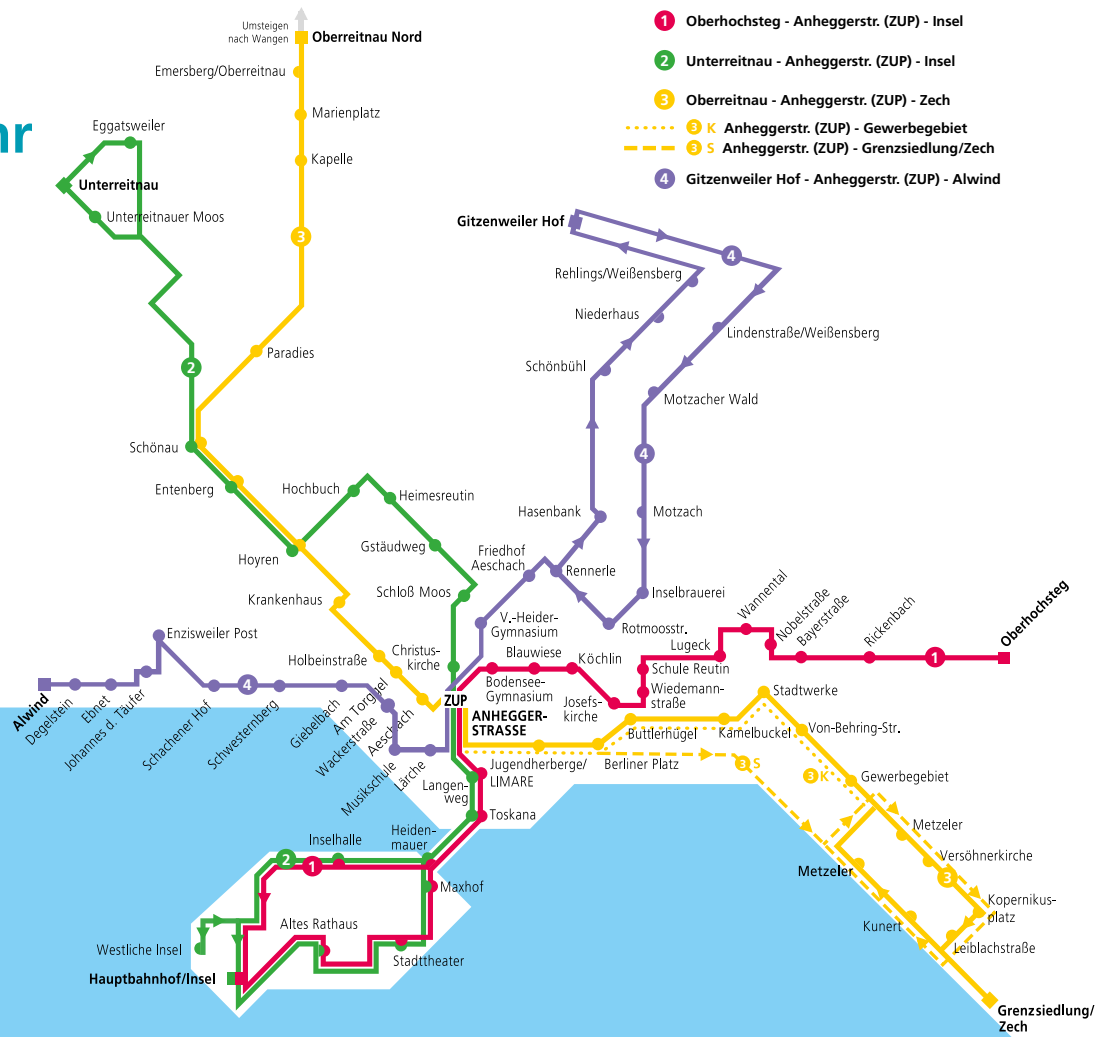 Umsteigen
nach Wangen
Oberreitnau Nord
Emersberg/Oberreitnau
Marienplatz
Kapelle
3
Paradies
hr
Eggatsweiler
Unterreitnau
Unterreitnauer Moos
2
Schönau
Entenberg
Hoyren
Hochbuch
Heimesreutin
Gstäudweg
Schloß Moos
Krankenhaus
Holbeinstraße
Christus-
kirche
1 Oberhochsteg - Anheggerstr. (ZUP) - Insel
2 Unterreitnau - Anheggerstr. (ZUP) - Insel
3 Oberreitnau - Anheggerstr. (ZUP) - Zech
3 K Anheggerstr. (ZUP) - Gewerbegebiet
3 S Anheggerstr. (ZUP) - Grenzsiedlung/Zech
4 Gitzenweiler Hof - Anheggerstr. (ZUP) - Alwind
Gitzenweiler Hof
4
Rehlings/Weißensberg
Niederhaus
Lindenstraße/Weißensberg
Schönbühl
Motzacher Wald
4
Hasenbank
Motzach
Friedhof
Aeschach
Rennerle
Inselbrauerei
Rotmoosstr.
V.-Heider-
Gymnasium
Enzisweiler Post
Alwind
Degelstein
Ebnet
Johannes d. Täufer
Schachener Hof
4
Schwesternberg
Giebelbach
Am Torggel
Wackerstraße
Aeschach
Musikschule
Lärche
ZUP
ANHEGGER-
STRASSE
Bodensee-
Gymnasium
Blauwiese
Köchlin
Josefs-
kirche
Wiedemann-
straße
Schule Reutin
Lugeck
Wannental
Nobelstraße
Bayerstraße
Rickenbach
1
Oberhochsteg
Jugendherberge/
LIMARE
Berliner Platz
Buttlerhügel
Kamelbuckel
Stadtwerke
Von-Behring-Str.
3 S
3 K
Gewerbegebiet
Metzeler
Versöhnerkirche
3
Kopernikus-
platz
Leiblachstraße
Kunert
Metzeler
Grenzsiedlung/
Zech
Langen-
weg
Toskana
Heiden-
mauer
Inselhalle
2
1
Maxhof
Altes Rathaus
Stadttheater
Westliche Insel
Hauptbahnhof/Insel